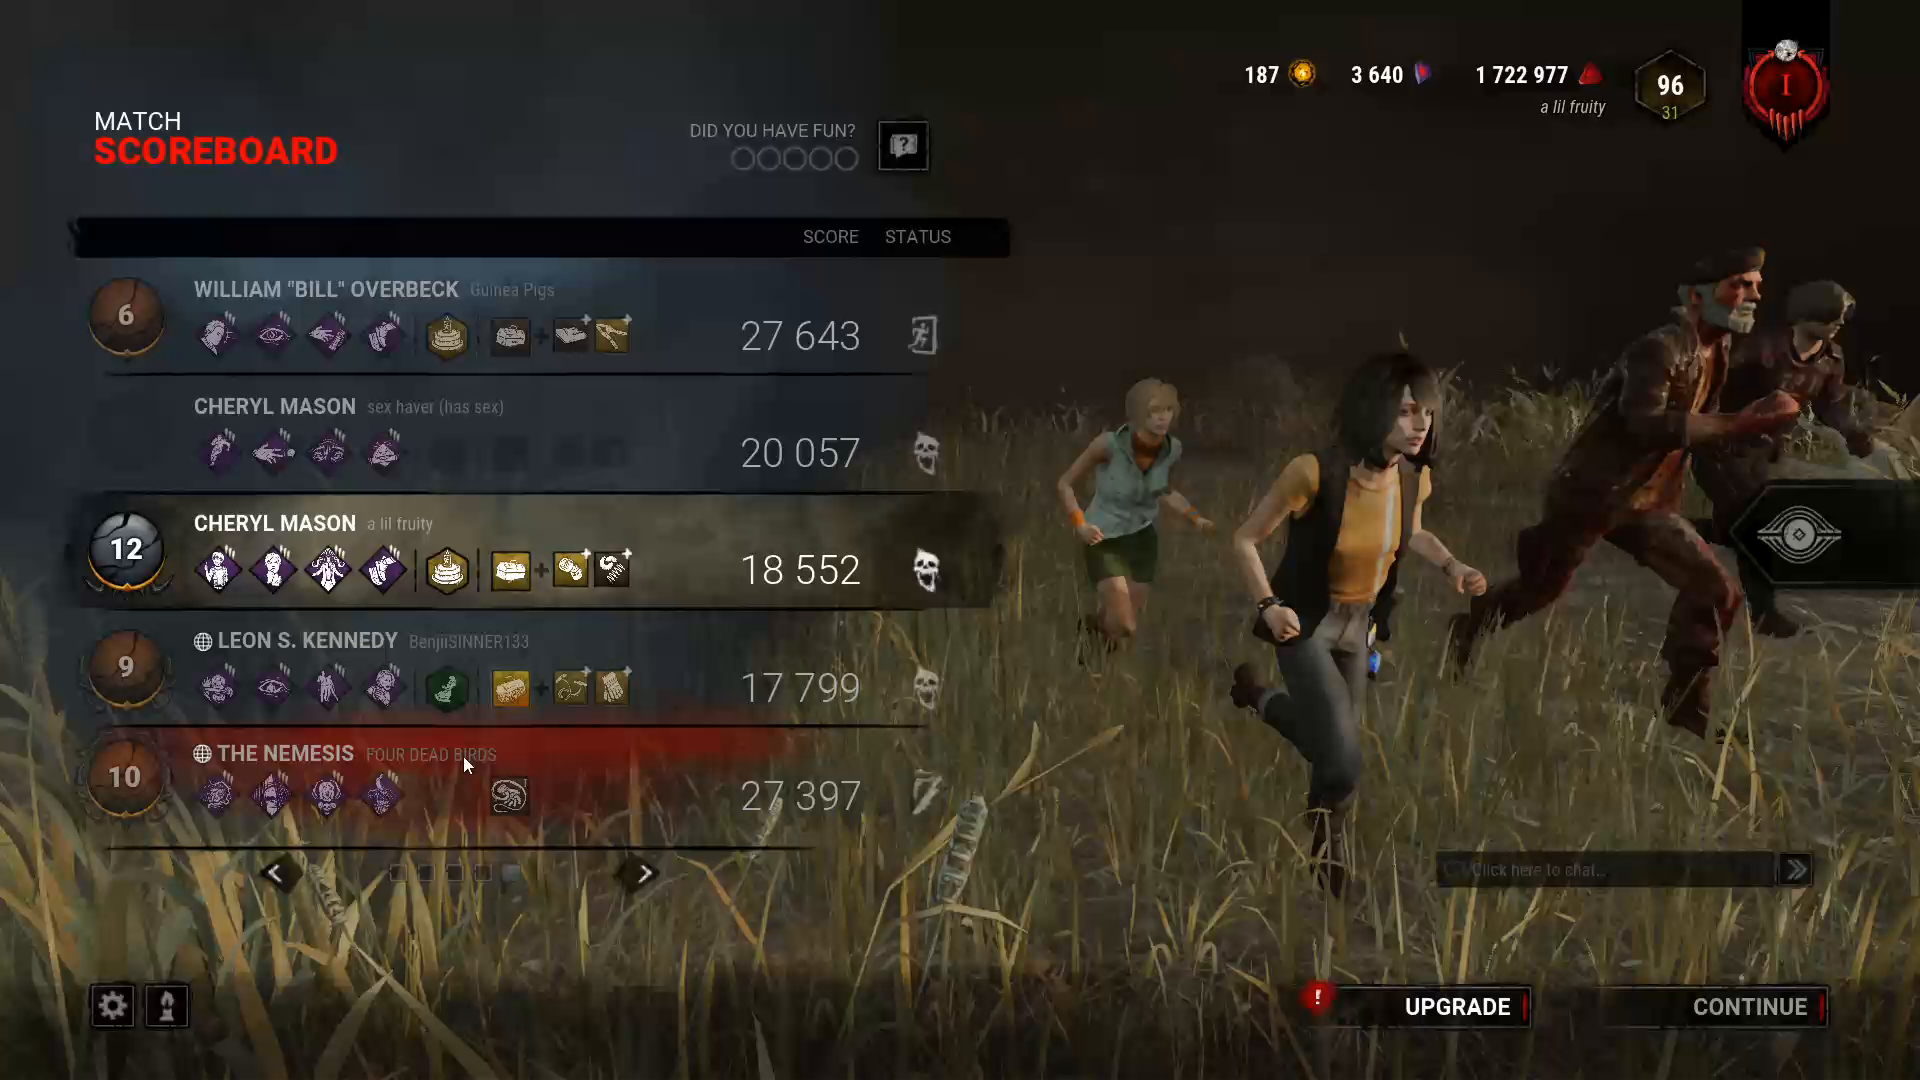 187
3 640
1 722 977
a lil fruity
96
31
I
MATCH
SCOREBOARD
DID YOU HAVE FUN?
?
SCORE STATUS
6
WILLIAM "BILL" OVERBECK Guinea Pigs
27 643
CHERYL MASON sex haver (has sex)
20 057
12
CHERYL MASON a lil fruity
18 552
9
LEON S. KENNEDY BenjiiSINNER133
17 799
10
THE NEMESIS FOUR DEAD BIRDS
27 397
Click here to chat...
!
UPGRADE
CONTINUE